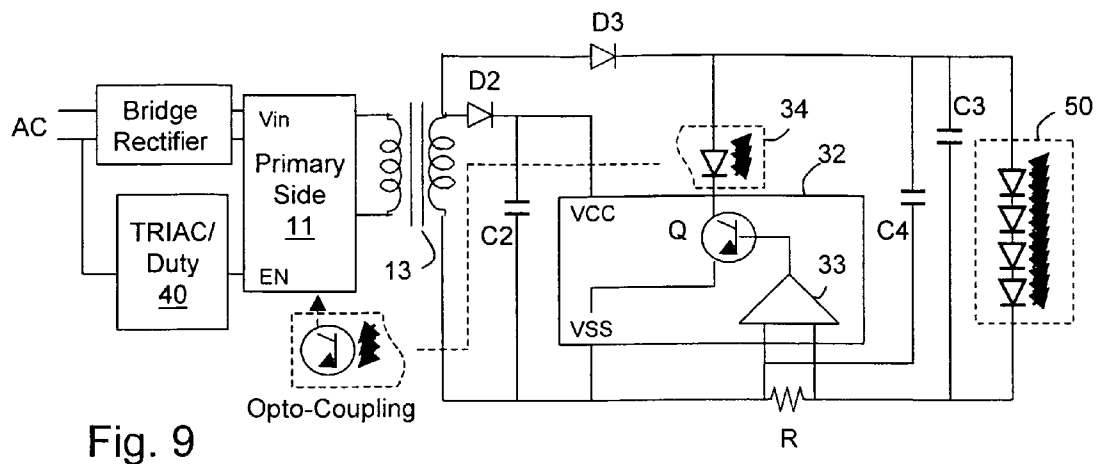 D3
D2
AC
Bridge
Rectifier
Vin
Primary
Side
11
EN
TRIAC/
Duty
40
13
C2
34
32
VCC
Q
33
VSS
C4
C3
50
R
Opto-Coupling
Fig. 9